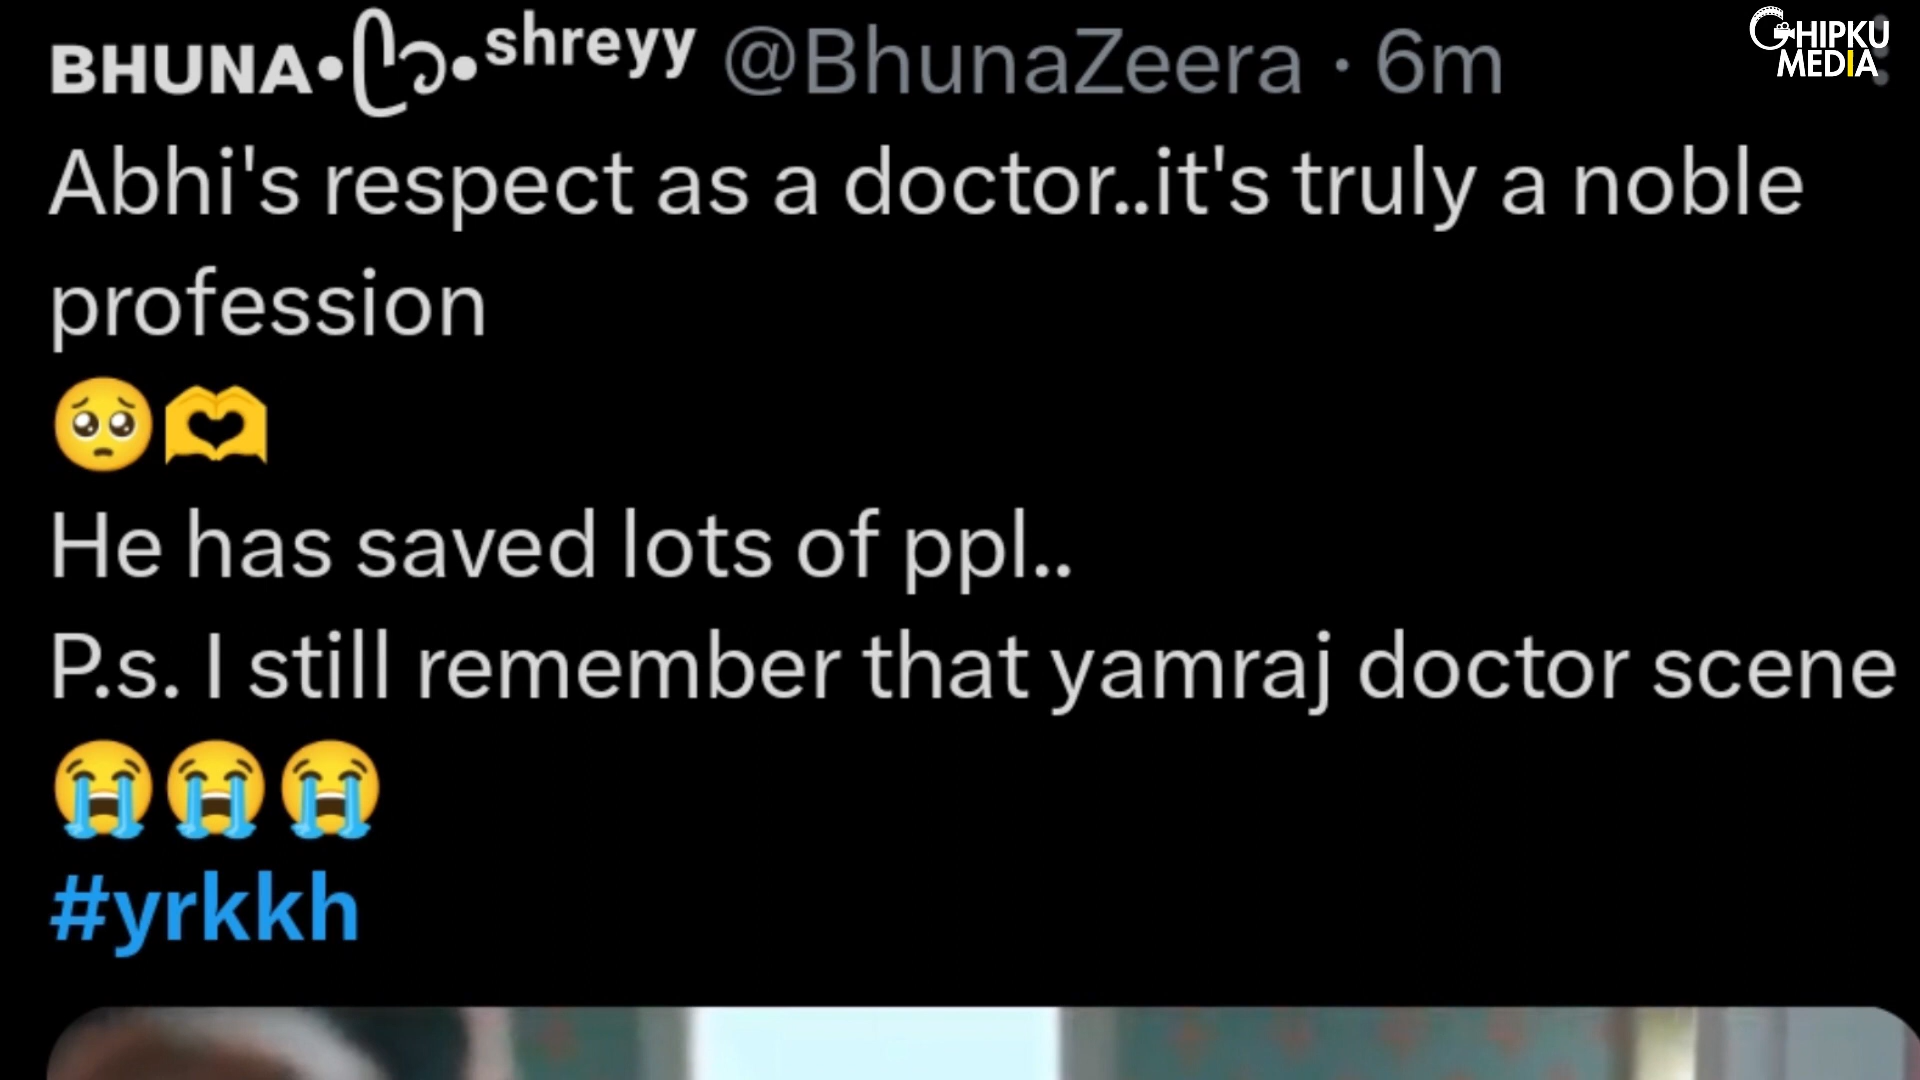 BHUNA•ღ•shreyy @BhunaZeera · 6m
GHIPKU
MEDIA
Abhi's respect as a doctor..it's truly a noble
profession
🥺🫶
He has saved lots of ppl..
P.s. I still remember that yamraj doctor scene
😭😭😭
#yrkkh